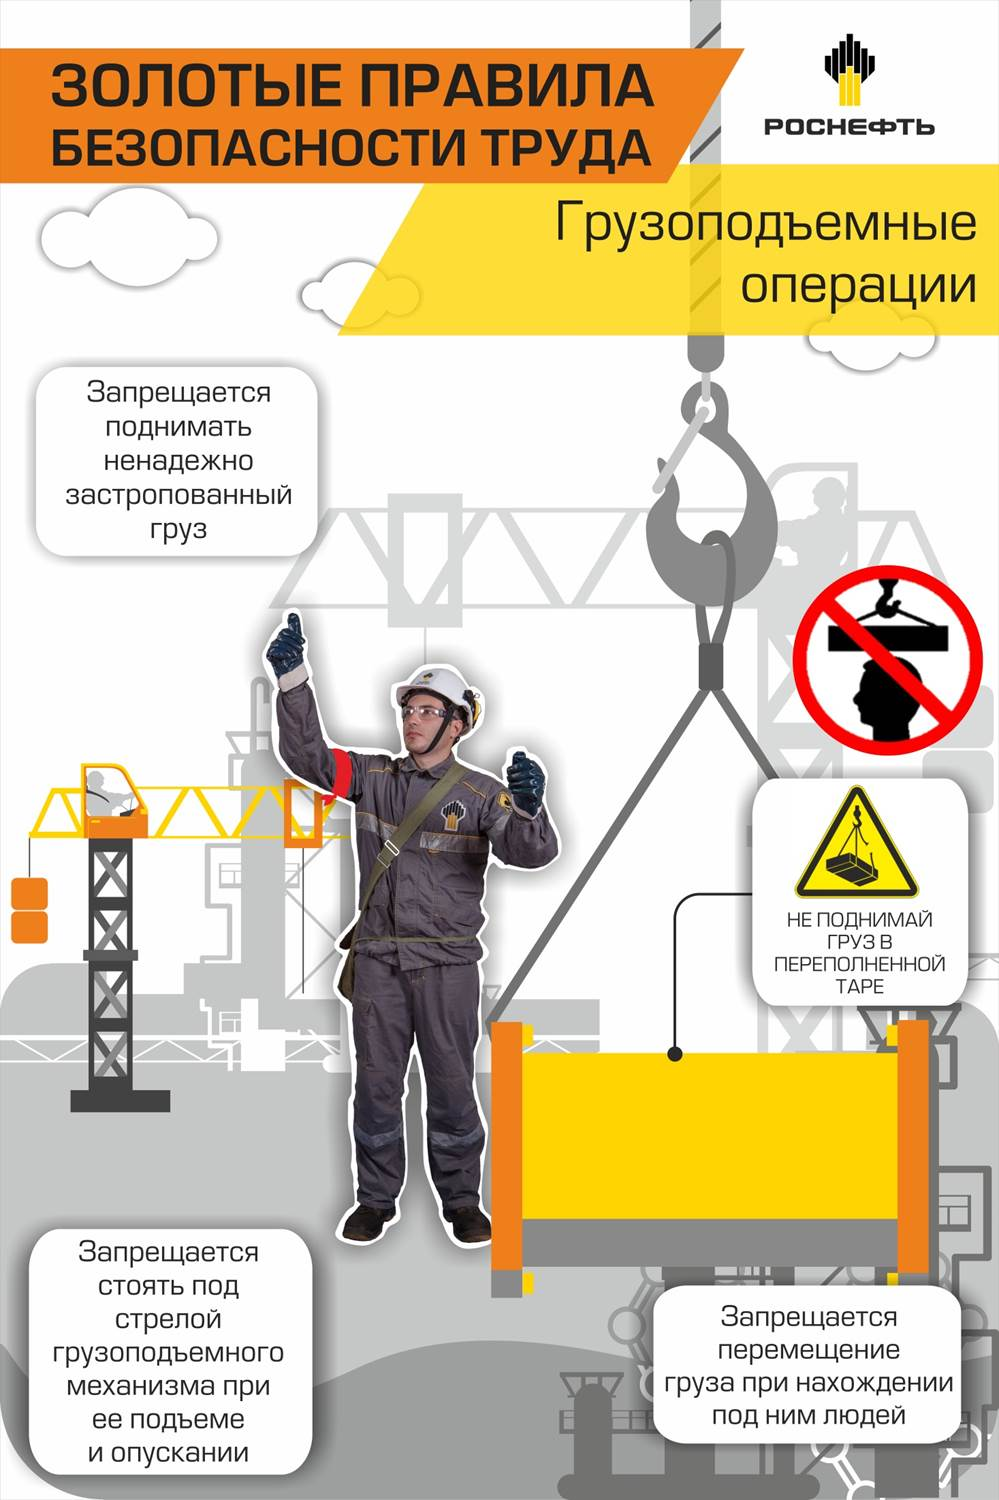 ЗОЛОТЫЕ ПРАВИЛА
БЕЗОПАСНОСТИ ТРУДА
РОСНЕФТЬ
Грузоподъемные
операции
Запрещается
поднимать
ненадежно
застропованный
груз
НЕ ПОДНИМАЙ
ГРУЗ В
ПЕРЕПОЛНЕННОЙ
ТАРЕ
Запрещается
стоять под
стрелой
грузоподъемного
механизма при
ее подъеме
и опускании
Запрещается
перемещение
груза при нахождении
под ним людей